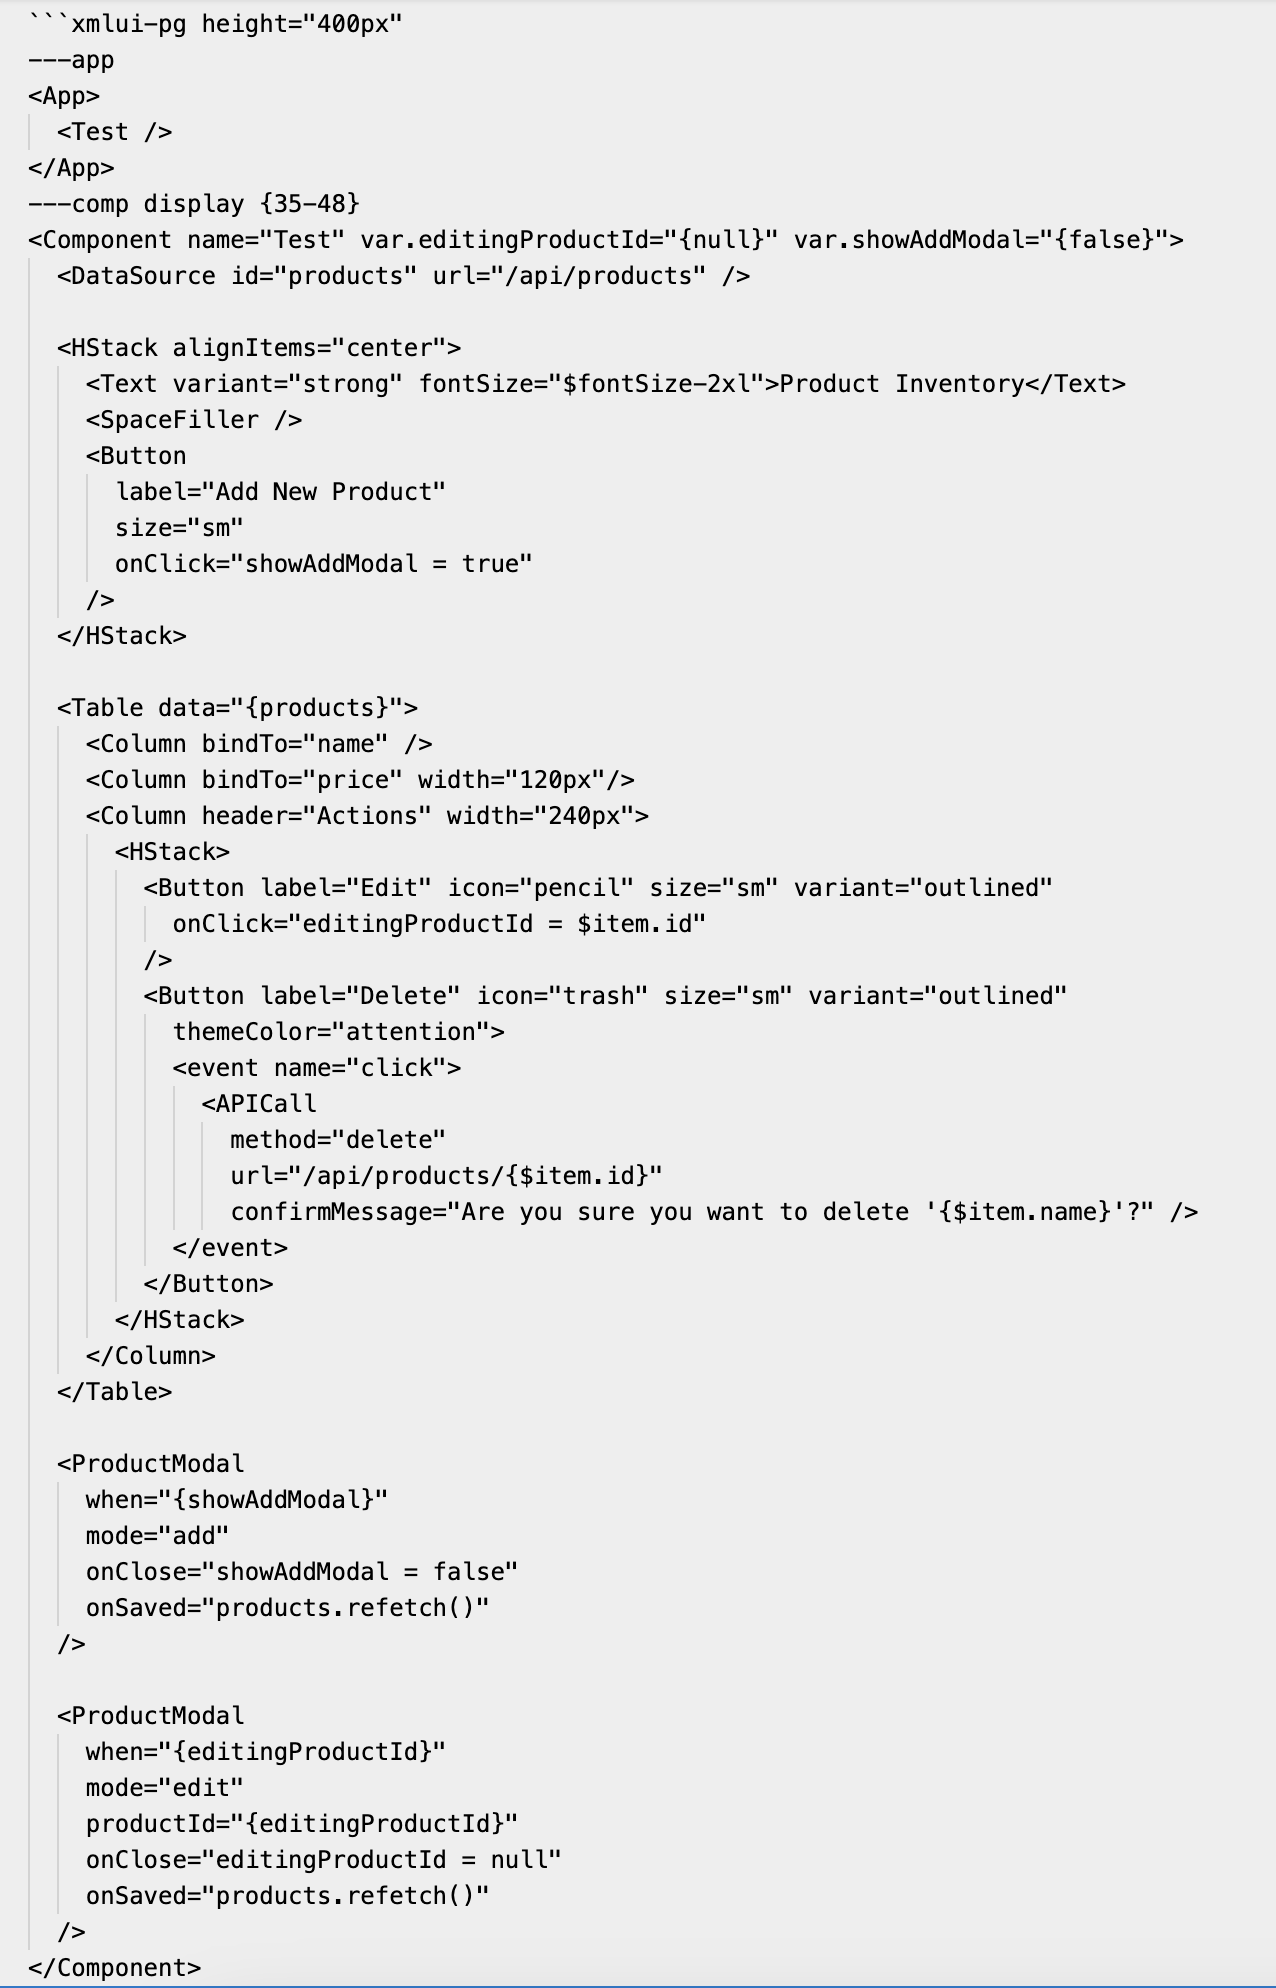 ```xmlui-pg height="400px"
---app
<App>
  <Test />
</App>
---comp display {35-48}
<Component name="Test" var.editingProductId="{null}" var.showAddModal="{false}">
  <DataSource id="products" url="/api/products" />

  <HStack alignItems="center">
    <Text variant="strong" fontSize="$fontSize-2xl">Product Inventory</Text>
    <SpaceFiller />
    <Button
      label="Add New Product"
      size="sm"
      onClick="showAddModal = true"
    />
  </HStack>

  <Table data="{products}">
    <Column bindTo="name" />
    <Column bindTo="price" width="120px"/>
    <Column header="Actions" width="240px">
      <HStack>
        <Button label="Edit" icon="pencil" size="sm" variant="outlined"
          onClick="editingProductId = $item.id"
        />
        <Button label="Delete" icon="trash" size="sm" variant="outlined"
          themeColor="attention">
          <event name="click">
            <APICall
              method="delete"
              url="/api/products/{$item.id}"
              confirmMessage="Are you sure you want to delete '{$item.name}'?" />
          </event>
        </Button>
      </HStack>
    </Column>
  </Table>

  <ProductModal
    when="{showAddModal}"
    mode="add"
    onClose="showAddModal = false"
    onSaved="products.refetch()"
  />

  <ProductModal
    when="{editingProductId}"
    mode="edit"
    productId="{editingProductId}"
    onClose="editingProductId = null"
    onSaved="products.refetch()"
  />
</Component>